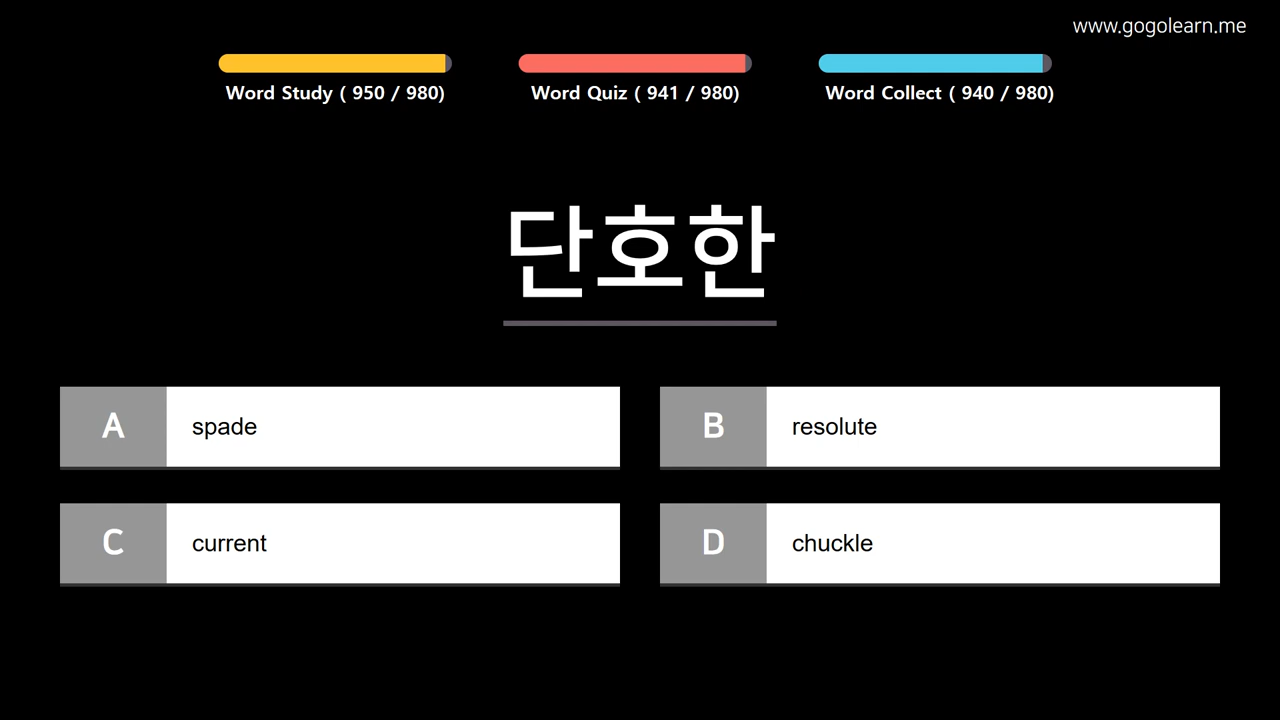 www.gogolearn.me
Word Study ( 950 / 980)
Word Quiz ( 941 / 980)
Word Collect ( 940 / 980)
단호한
A
spade
B
resolute
C
current
D
chuckle